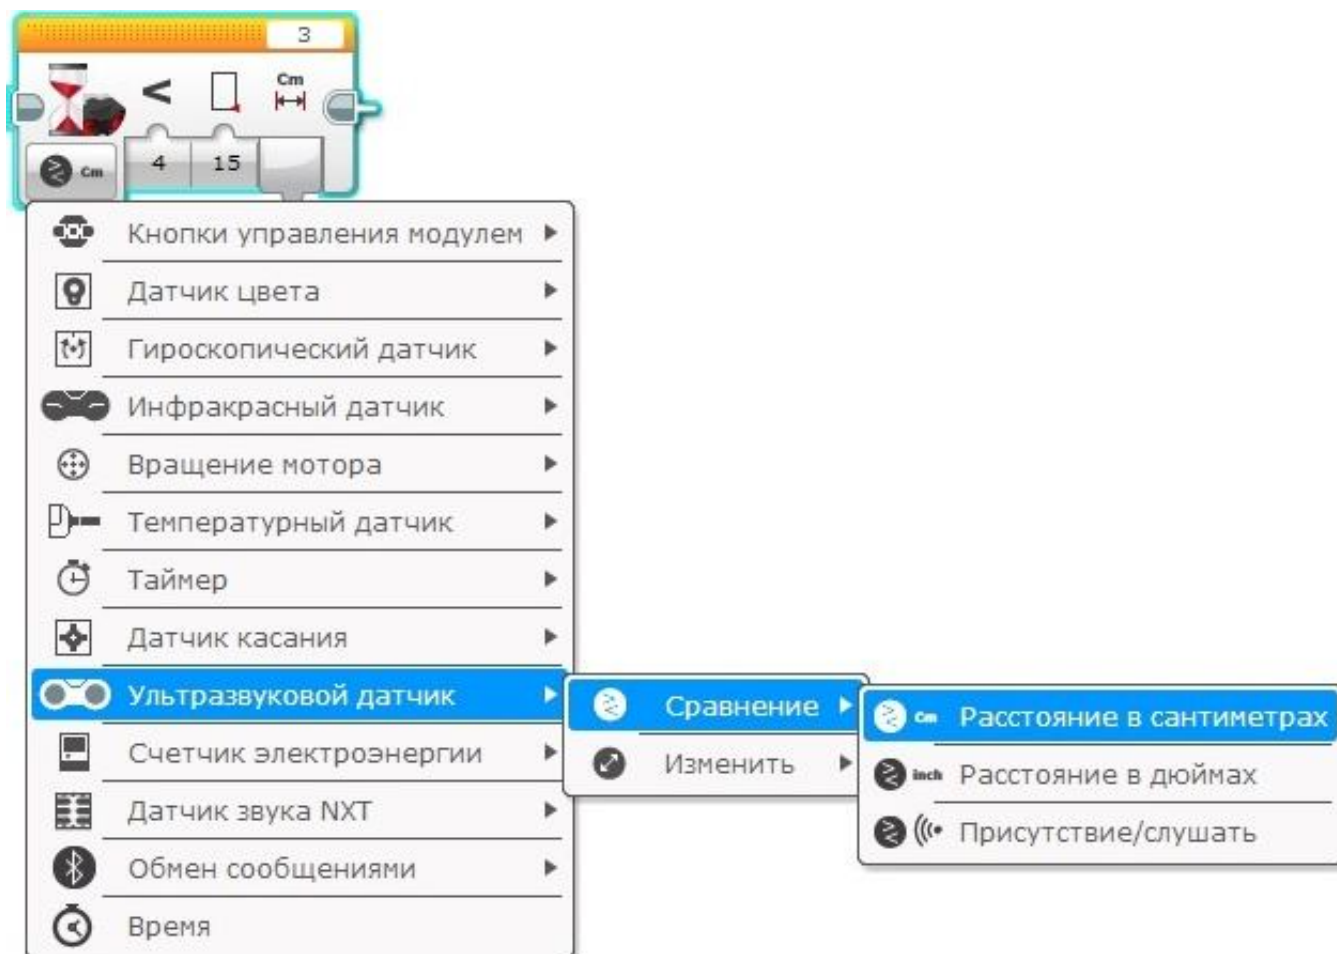 3
<
Cm
Cm
4
15
Кнопки управления модулем
Датчик цвета
Гироскопический датчик
Инфракрасный датчик
Вращение мотора
Температурный датчик
Таймер
Датчик касания
Ультразвуковой датчик
Счетчик электроэнергии
Датчик звука NXT
Обмен сообщениями
Время
Сравнение
Изменить
Cm Расстояние в сантиметрах
inch Расстояние в дюймах
Присутствие/слушать